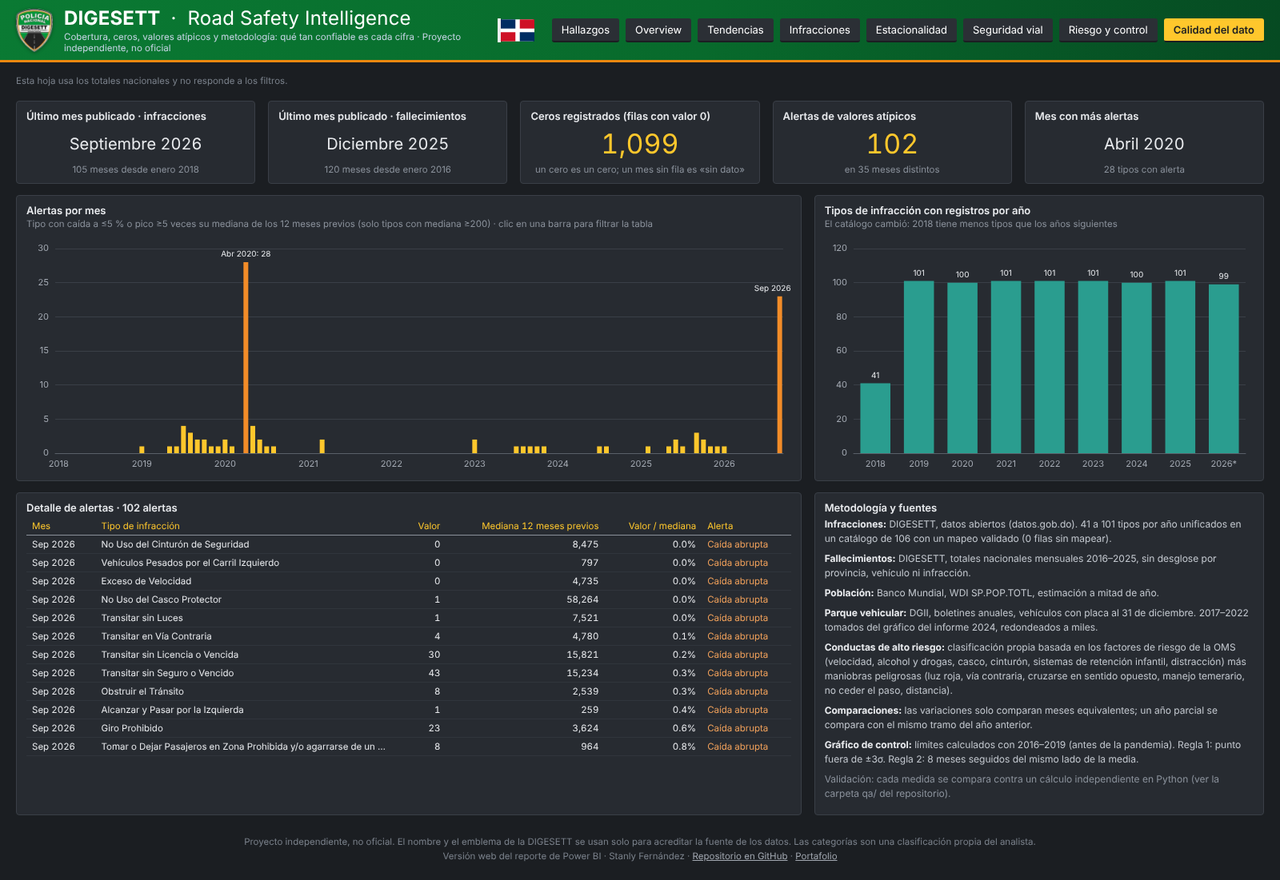 POLICIA
NACIONAL
DIGESETT
DIGESETT · Road Safety Intelligence
Cobertura, ceros, valores atípicos y metodología: qué tan confiable es cada cifra · Proyecto
independiente, no oficial
Hallazgos
Overview
Tendencias
Infracciones
Estacionalidad
Seguridad vial
Riesgo y control
Calidad del dato
Esta hoja usa los totales nacionales y no responde a los filtros.
Último mes publicado · infracciones
Septiembre 2026
105 meses desde enero 2018
Último mes publicado · fallecimientos
Diciembre 2025
120 meses desde enero 2016
Ceros registrados (filas con valor 0)
1,099
un cero es un cero; un mes sin fila es «sin dato»
Alertas de valores atípicos
102
en 35 meses distintos
Mes con más alertas
Abril 2020
28 tipos con alerta
Alertas por mes
Tipo con caída a ≤5 % o pico ≥5 veces su mediana de los 12 meses previos (solo tipos con mediana ≥200) · clic en una barra para filtrar la tabla
30
25
20
15
10
5
0
Abr 2020: 28
Sep 2026
2018 2019 2020 2021 2022 2023 2024 2025 2026
Tipos de infracción con registros por año
El catálogo cambió: 2018 tiene menos tipos que los años siguientes
120
100
80
60
40
20
0
41 101 100 101 101 101 100 101 99
2018 2019 2020 2021 2022 2023 2024 2025 2026*
Detalle de alertas · 102 alertas
Mes Tipo de infracción Valor Mediana 12 meses previos Valor / mediana Alerta
Sep 2026 No Uso del Cinturón de Seguridad 0 8,475 0.0% Caída abrupta
Sep 2026 Vehículos Pesados por el Carril Izquierdo 0 797 0.0% Caída abrupta
Sep 2026 Exceso de Velocidad 0 4,735 0.0% Caída abrupta
Sep 2026 No Uso del Casco Protector 1 58,264 0.0% Caída abrupta
Sep 2026 Transitar sin Luces 1 7,521 0.0% Caída abrupta
Sep 2026 Transitar en Vía Contraria 4 4,780 0.1% Caída abrupta
Sep 2026 Transitar sin Licencia o Vencida 30 15,821 0.2% Caída abrupta
Sep 2026 Transitar sin Seguro o Vencido 43 15,234 0.3% Caída abrupta
Sep 2026 Obstruír el Tránsito 8 2,539 0.3% Caída abrupta
Sep 2026 Alcanzar y Pasar por la Izquierda 1 259 0.4% Caída abrupta
Sep 2026 Giro Prohibido 23 3,624 0.6% Caída abrupta
Sep 2026 Tomar o Dejar Pasajeros en Zona Prohibida y/o agarrarse de un ... 8 964 0.8% Caída abrupta
Metodología y fuentes
Infracciones: DIGESETT, datos abiertos (datos.gob.do). 41 a 101 tipos por año unificados en
un catálogo de 106 con un mapeo validado (0 filas sin mapear).
Fallecimientos: DIGESETT, totales nacionales mensuales 2016–2025, sin desglose por
provincia, vehículo ni infracción.
Población: Banco Mundial, WDI SP.POP.TOTL, estimación a mitad de año.
Parque vehicular: DGII, boletines anuales, vehículos con placa al 31 de diciembre. 2017–2022
tomados del gráfico del informe 2024, redondeados a miles.
Conductas de alto riesgo: clasificación propia basada en los factores de riesgo de la OMS
(velocidad, alcohol y drogas, casco, cinturón, sistemas de retención infantil, distracción) más
maniobras peligrosas (luz roja, vía contraria, cruzarse en sentido opuesto, manejo temerario,
no ceder el paso, distancia).
Comparaciones: las variaciones solo comparan meses equivalentes; un año parcial se
compara con el mismo tramo del año anterior.
Gráfico de control: límites calculados con 2016–2019 (antes de la pandemia). Regla 1: punto
fuera de ±3σ. Regla 2: 8 meses seguidos del mismo lado de la media.
Validación: cada medida se compara contra un cálculo independiente en Python (ver la
carpeta qa/ del repositorio).
Proyecto independiente, no oficial. El nombre y el emblema de la DIGESETT se usan solo para acreditar la fuente de los datos. Las categorías son una clasificación propia del analista.
Versión web del reporte de Power BI · Stanly Fernández · Repositorio en GitHub · Portafolio